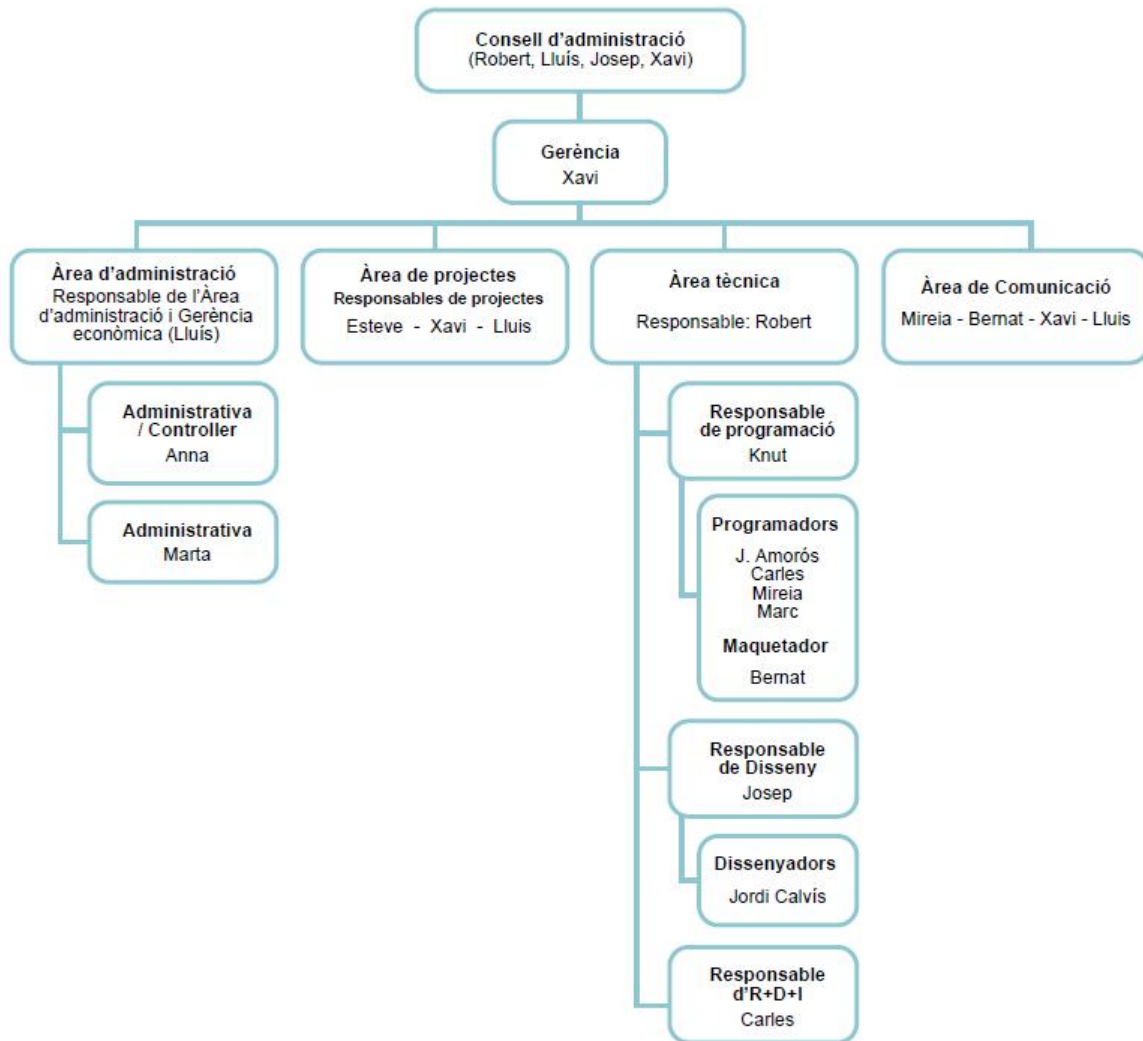 Consell d'administració
(Robert, Lluís, Josep, Xavi)
Gerència
Xavi
Àrea d'administració
Responsable de l'Àrea
d'administració i Gerència
econòmica (Lluís)
Àrea de projectes
Responsables de projectes
Esteve - Xavi - Lluis
Àrea tècnica
Responsable: Robert
Àrea de Comunicació
Mireia - Bernat - Xavi - Lluis
Administrativa
/ Controller
Anna
Administrativa
Marta
Responsable
de programació
Knut
Programadors
J. Amorós
Carles
Mireia
Marc
Maquetador
Bernat
Responsable
de Disseny
Josep
Dissenyadors
Jordi Calvís
Responsable
d'R+D+I
Carles